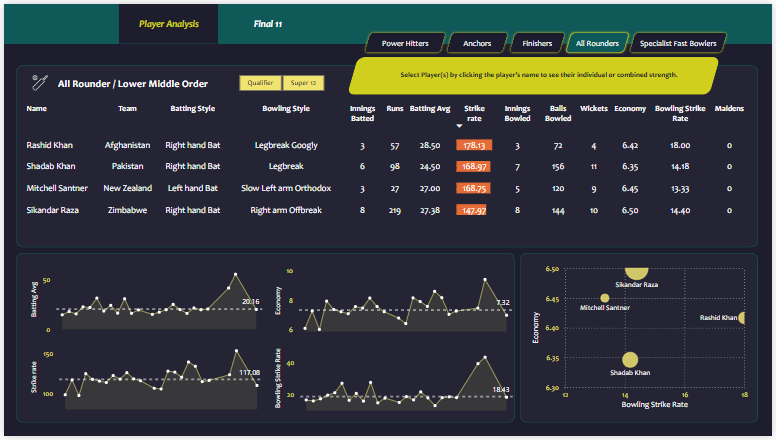 Player Analysis Final 11
Power Hitters Anchors Finishers All Rounders Specialist Fast Bowlers
Select Player(s) by clicking the player's name to see their individual or combined strength.
All Rounder / Lower Middle Order Qualifier Super 12
Name Team Batting Style Bowling Style Innings Batted Runs Batting Avg Strike rate Innings Bowled Balls Bowled Wickets Economy Bowling Strike Rate Maidens
Rashid Khan Afghanistan Right hand Bat Legbreak Googly 3 57 28.50 178.13 3 72 4 6.42 18.00 0
Shadab Khan Pakistan Right hand Bat Legbreak 6 98 24.50 168.97 7 156 11 6.35 14.18 0
Mitchell Santner New Zealand Left hand Bat Slow Left arm Orthodox 3 27 27.00 168.75 5 120 9 6.45 13.33 0
Sikandar Raza Zimbabwe Right hand Bat Right arm Offbreak 8 219 27.38 147.97 8 144 10 6.50 14.40 0
Batting Avg
50
0
20.16
Economy
10
8
6
7.32
Strike rate
150
100
117.08
Bowling Strike Rate
40
20
18.43
Economy
6.50
6.45
6.40
6.35
6.30
Sikandar Raza
Mitchell Santner
Rashid Khan
Shadab Khan
12 14 16 18
Bowling Strike Rate